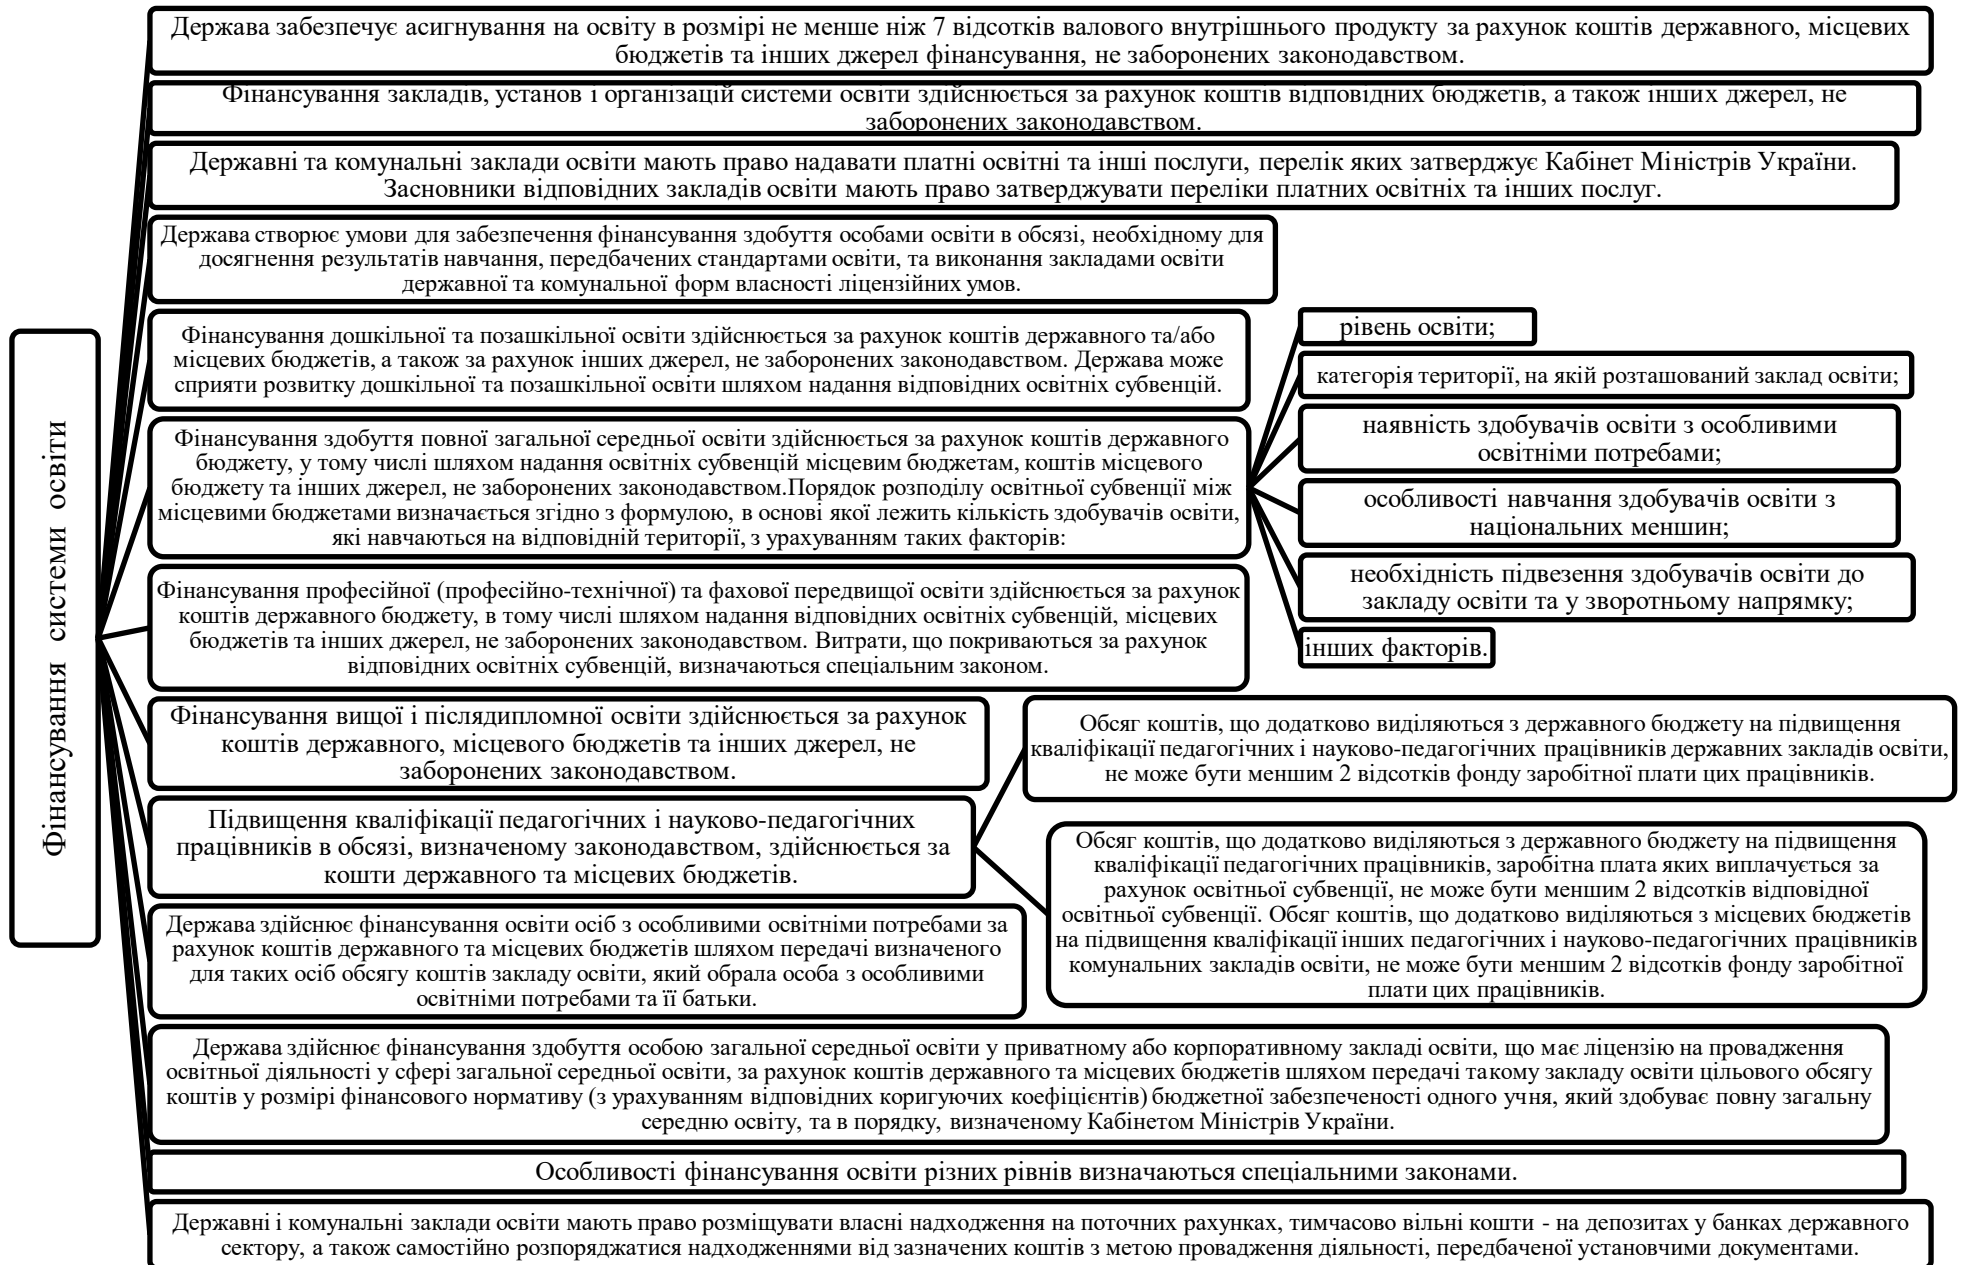 Фінансування системи освіти
Держава забезпечує асигнування на освіту в розмірі не менше ніж 7 відсотків валового внутрішнього продукту за рахунок коштів державного, місцевих
бюджетів та інших джерел фінансування, не заборонених законодавством.
Фінансування закладів, установ і організацій системи освіти здійснюється за рахунок коштів відповідних бюджетів, а також інших джерел, не
заборонених законодавством.
Державні та комунальні заклади освіти мають право надавати платні освітні та інші послуги, перелік яких затверджує Кабінет Міністрів України.
Засновники відповідних закладів освіти мають право затверджувати переліки платних освітніх та інших послуг.
Держава створює умови для забезпечення фінансування здобуття особами освіти в обсязі, необхідному для
досягнення результатів навчання, передбачених стандартами освіти, та виконання закладами освіти
державної та комунальної форм власності ліцензійних умов.
Фінансування дошкільної та позашкільної освіти здійснюється за рахунок коштів державного та/або
місцевих бюджетів, а також за рахунок інших джерел, не заборонених законодавством. Держава може
сприяти розвитку дошкільної та позашкільної освіти шляхом надання відповідних освітніх субвенцій.
Фінансування здобуття повної загальної середньої освіти здійснюється за рахунок коштів державного
бюджету, у тому числі шляхом надання освітніх субвенцій місцевим бюджетам, коштів місцевого
бюджету та інших джерел, не заборонених законодавством.Порядок розподілу освітньої субвенції між
місцевими бюджетами визначається згідно з формулою, в основі якої лежить кількість здобувачів освіти,
які навчаються на відповідній території, з урахуванням таких факторів:
рівень освіти;
категорія території, на якій розташований заклад освіти;
наявність здобувачів освіти з особливими
освітніми потребами;
особливості навчання здобувачів освіти з
національних меншин;
необхідність підвезення здобувачів освіти до
закладу освіти та у зворотньому напрямку;
інших факторів.
Фінансування професійної (професійно-технічної) та фахової передвищої освіти здійснюється за рахунок
коштів державного бюджету, в тому числі шляхом надання відповідних освітніх субвенцій, місцевих
бюджетів та інших джерел, не заборонених законодавством. Витрати, що покриваються за рахунок
відповідних освітніх субвенцій, визначаються спеціальним законом.
Фінансування вищої і післядипломної освіти здійснюється за рахунок
коштів державного, місцевого бюджетів та інших джерел, не
заборонених законодавством.
Підвищення кваліфікації педагогічних і науково-педагогічних
працівників в обсязі, визначеному законодавством, здійснюється за
кошти державного та місцевих бюджетів.
Обсяг коштів, що додатково виділяються з державного бюджету на підвищення
кваліфікації педагогічних і науково-педагогічних працівників державних закладів освіти,
не може бути меншим 2 відсотків фонду заробітної плати цих працівників.
Обсяг коштів, що додатково виділяються з державного бюджету на підвищення
кваліфікації педагогічних працівників, заробітна плата яких виплачується за
рахунок освітньої субвенції, не може бути меншим 2 відсотків відповідної
освітньої субвенції. Обсяг коштів, що додатково виділяються з місцевих бюджетів
на підвищення кваліфікації інших педагогічних і науково-педагогічних працівників
комунальних закладів освіти, не може бути меншим 2 відсотків фонду заробітної
плати цих працівників.
Держава здійснює фінансування освіти осіб з особливими освітніми потребами за
рахунок коштів державного та місцевих бюджетів шляхом передачі визначеного
для таких осіб обсягу коштів закладу освіти, який обрала особа з особливими
освітніми потребами та її батьки.
Держава здійснює фінансування здобуття особою загальної середньої освіти у приватному або корпоративному закладі освіти, що має ліцензію на провадження
освітньої діяльності у сфері загальної середньої освіти, за рахунок коштів державного та місцевих бюджетів шляхом передачі такому закладу освіти цільового обсягу
коштів у розмірі фінансового нормативу (з урахуванням відповідних коригуючих коефіцієнтів) бюджетної забезпеченості одного учня, який здобуває повну загальну
середню освіту, та в порядку, визначеному Кабінетом Міністрів України.
Особливості фінансування освіти різних рівнів визначаються спеціальними законами.
Державні і комунальні заклади освіти мають право розміщувати власні надходження на поточних рахунках, тимчасово вільні кошти - на депозитах у банках державного
сектору, а також самостійно розпоряджатися надходженнями від зазначених коштів з метою провадження діяльності, передбаченої установчими документами.